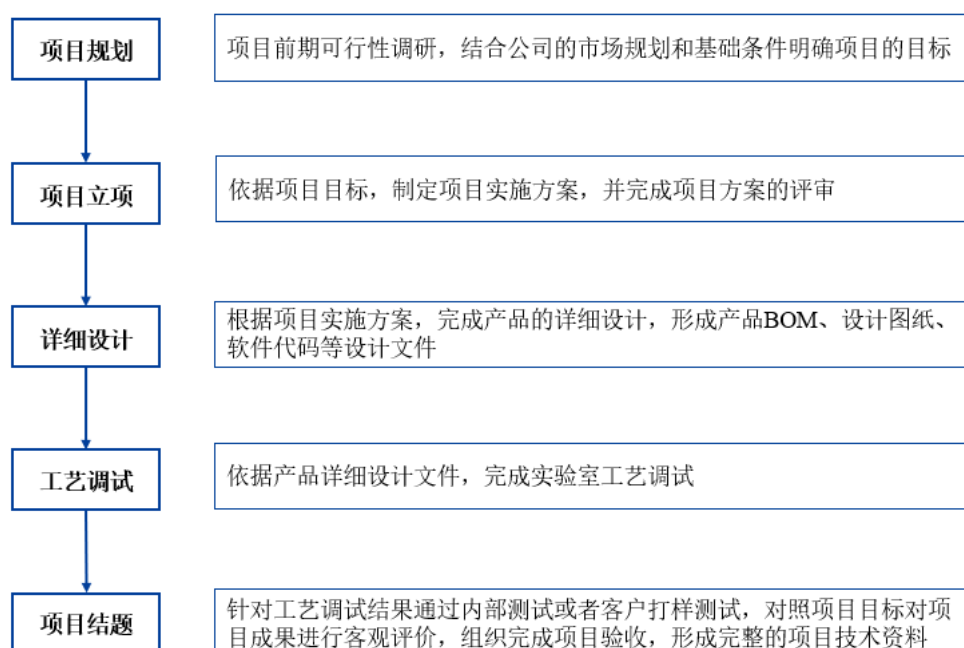 项目规划
项目前期可行性调研，结合公司的市场规划和基础条件明确项目的目标
项目立项
依据项目目标，制定项目实施方案，并完成项目方案的评审
详细设计
根据项目实施方案，完成产品的详细设计，形成产品BOM、设计图纸、
软件代码等设计文件
工艺调试
依据产品详细设计文件，完成实验室工艺调试
项目结题
针对工艺调试结果通过内部测试或者客户打样测试，对照项目目标对项
目成果进行客观评价，组织完成项目验收，形成完整的项目技术资料